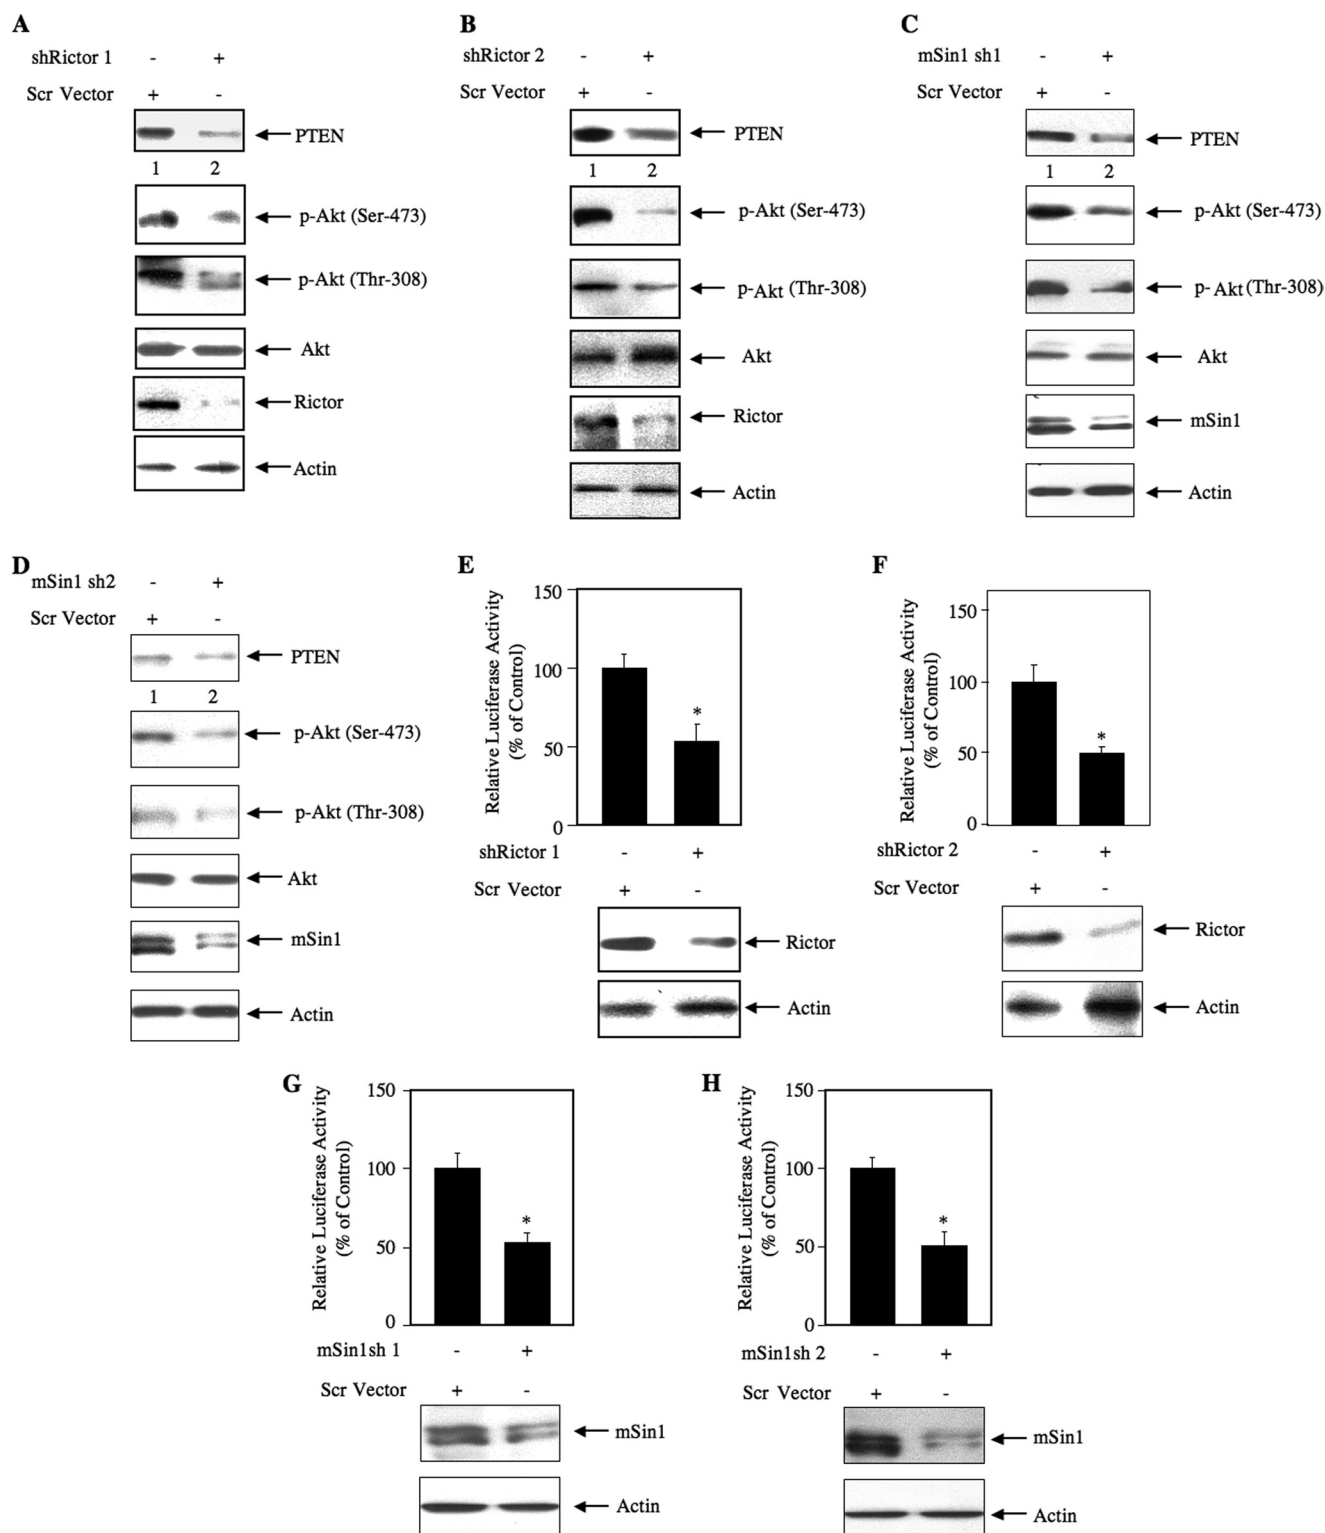 A
shRictor 1 - +
Scr Vector + -
PTEN
1 2
p-Akt (Ser-473)
p-Akt (Thr-308)
Akt
Rictor
Actin
B
shRictor 2 - +
Scr Vector + -
PTEN
1 2
p-Akt (Ser-473)
p-Akt (Thr-308)
Akt
Rictor
Actin
C
mSin1 sh1 - +
Scr Vector + -
PTEN
1 2
p-Akt (Ser-473)
p-Akt (Thr-308)
Akt
mSin1
Actin
D
mSin1 sh2 - +
Scr Vector + -
PTEN
1 2
p-Akt (Ser-473)
p-Akt (Thr-308)
Akt
mSin1
Actin
E
Relative Luciferase Activity
(% of Control)
150
100
50
0
*
shRictor 1 - +
Scr Vector + -
Rictor
Actin
F
Relative Luciferase Activity
(% of Control)
150
100
50
0
*
shRictor 2 - +
Scr Vector + -
Rictor
Actin
G
Relative Luciferase Activity
(% of Control)
150
100
50
0
*
mSin1sh 1 - +
Scr Vector + -
mSin1
Actin
H
Relative Luciferase Activity
(% of Control)
150
100
50
0
*
mSin1sh 2 - +
Scr Vector + -
mSin1
Actin